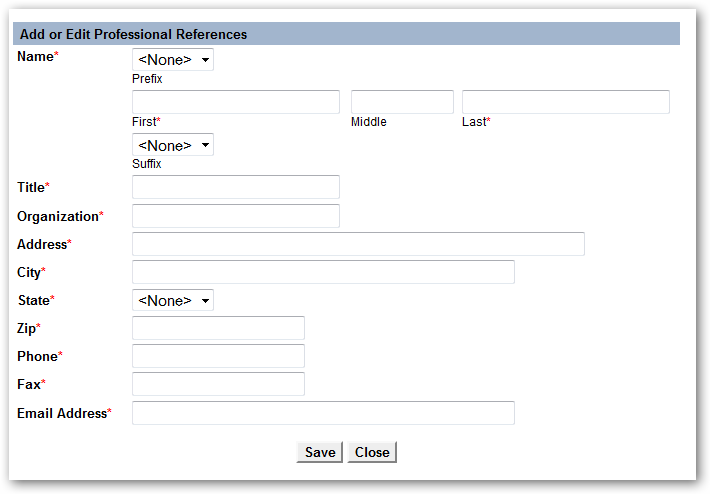 Add or Edit Professional References
Name*
<None>
Prefix
First* Middle Last*
<None>
Suffix
Title*
Organization*
Address*
City*
State* <None>
Zip*
Phone*
Fax*
Email Address*
Save Close